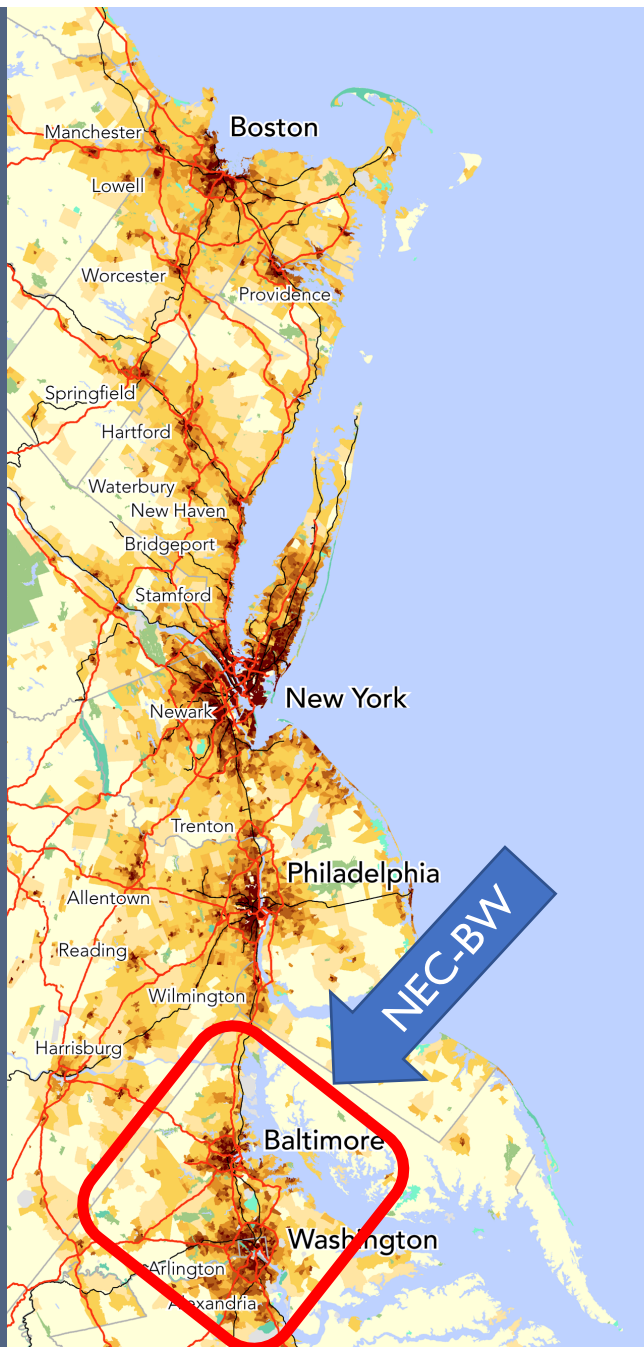 Boston
Manchester
Lowell
Worcester
Providence
Springfield
Hartford
Waterbury
New Haven
Bridgeport
Stamford
New York
Newark
Trenton
Philadelphia
Allentown
NEC-BW
Reading
Wilmington
Harrisburg
Baltimore
Washington
Arlington
Alexandria